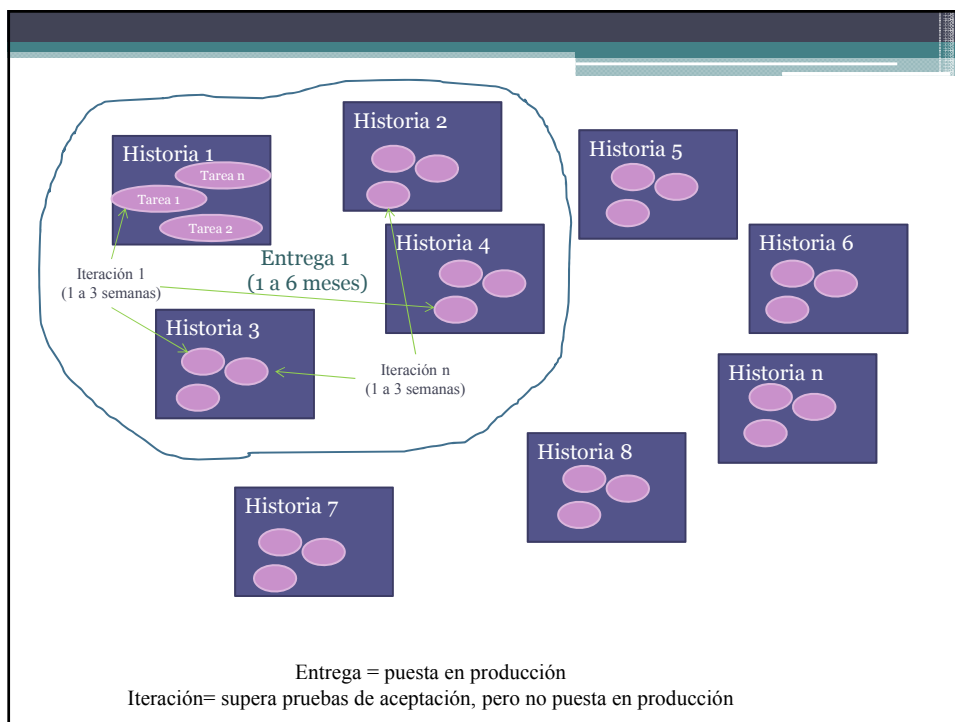 Historia 1
Tarea n
Tarea 1
Tarea 2
Historia 2
Historia 5
Historia 4
Entrega 1
(1 a 6 meses)
Iteración 1
(1 a 3 semanas)
Historia 6
Historia 3
Iteración n
(1 a 3 semanas)
Historia n
Historia 8
Historia 7
Entrega = puesta en producción
Iteración= supera pruebas de aceptación, pero no puesta en producción